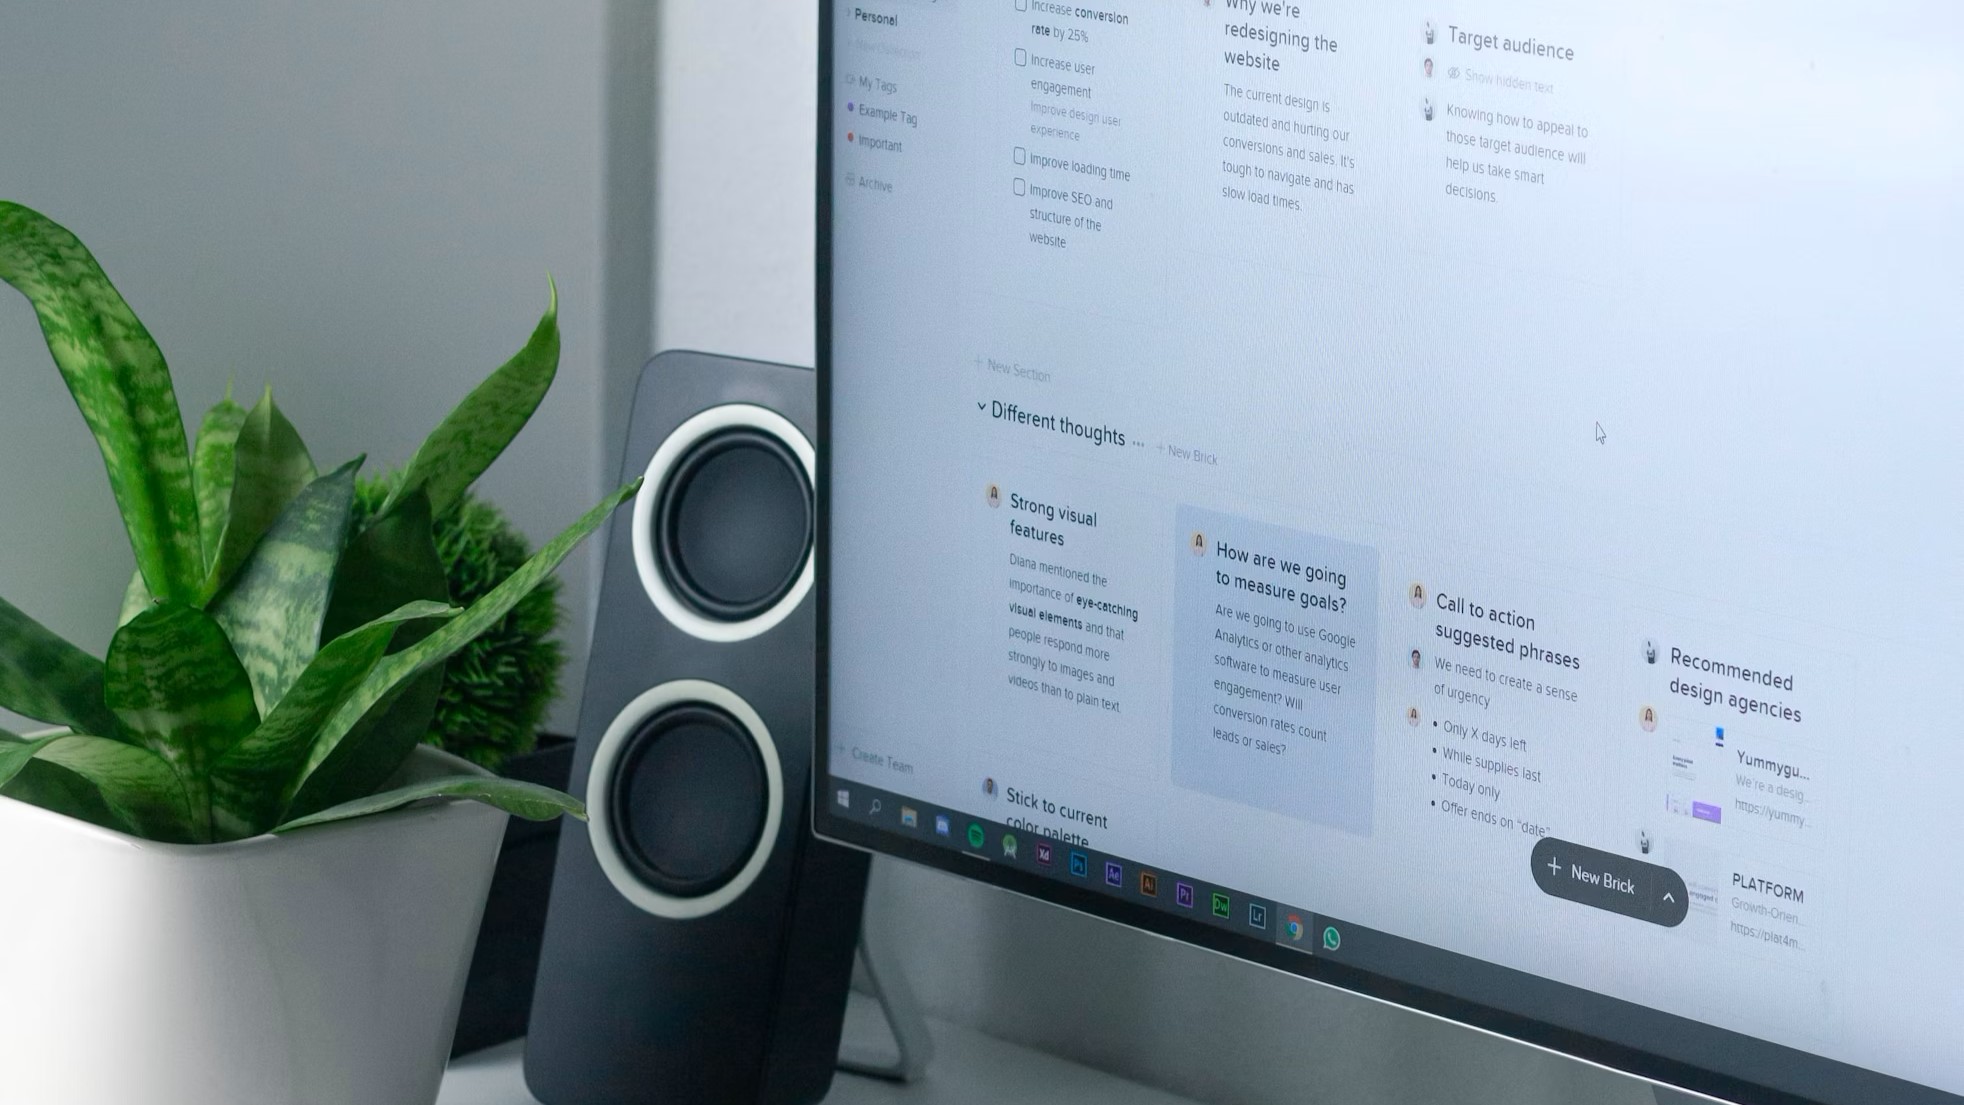 Personal
New Collection
My Tags
Example Tag
Important
Archive
Create Team
Increase conversion
rate by 25%
Increase user
engagement
Improve design user
experience
Improve loading time
Improve SEO and
structure of the
website
Why we're
redesigning the
website
The current design is
outdated and hurting our
conversions and sales. It's
tough to navigate and has
slow load times.
Target audience
Show hidden text
Knowing how to appeal to
those target audience will
help us take smart
decisions.
+ New Section
Different thoughts ... + New Brick
Strong visual
features
Diana mentioned the
importance of eye-catching
visual elements and that
people respond more
strongly to images and
videos than to plain text.
Stick to current
color palette
How are we going
to measure goals?
Are we going to use Google
Analytics or other analytics
software to measure user
engagement? Will
conversion rates count
leads or sales?
Call to action
suggested phrases
We need to create a sense
of urgency
• Only X days left
• While supplies last
• Today only
• Offer ends on "date"
Recommended
design agencies
Yummygu...
We're a desig...
https://yummy...
PLATFORM
Growth-Orien...
https://plat4m...
+ New Brick
Xd
Ps
Ae
Ai
Pr
Dw
Lr